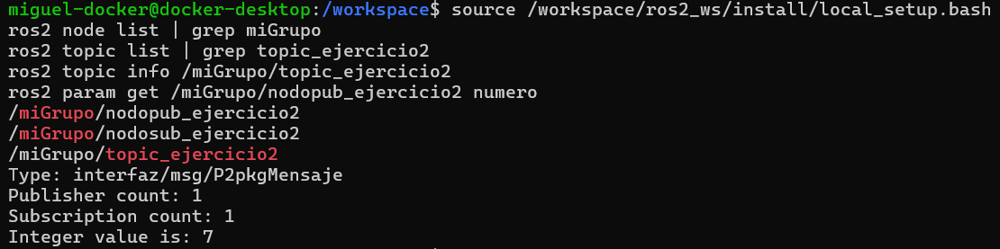 miguel-docker@docker-desktop:/workspace$ source /workspace/ros2_ws/install/local_setup.bash
ros2 node list | grep miGrupo
ros2 topic list | grep topic_ejercicio2
ros2 topic info /miGrupo/topic_ejercicio2
ros2 param get /miGrupo/nodopub_ejercicio2 numero
/miGrupo/nodopub_ejercicio2
/miGrupo/nodosub_ejercicio2
/miGrupo/topic_ejercicio2
Type: interfaz/msg/P2pkgMensaje
Publisher count: 1
Subscription count: 1
Integer value is: 7